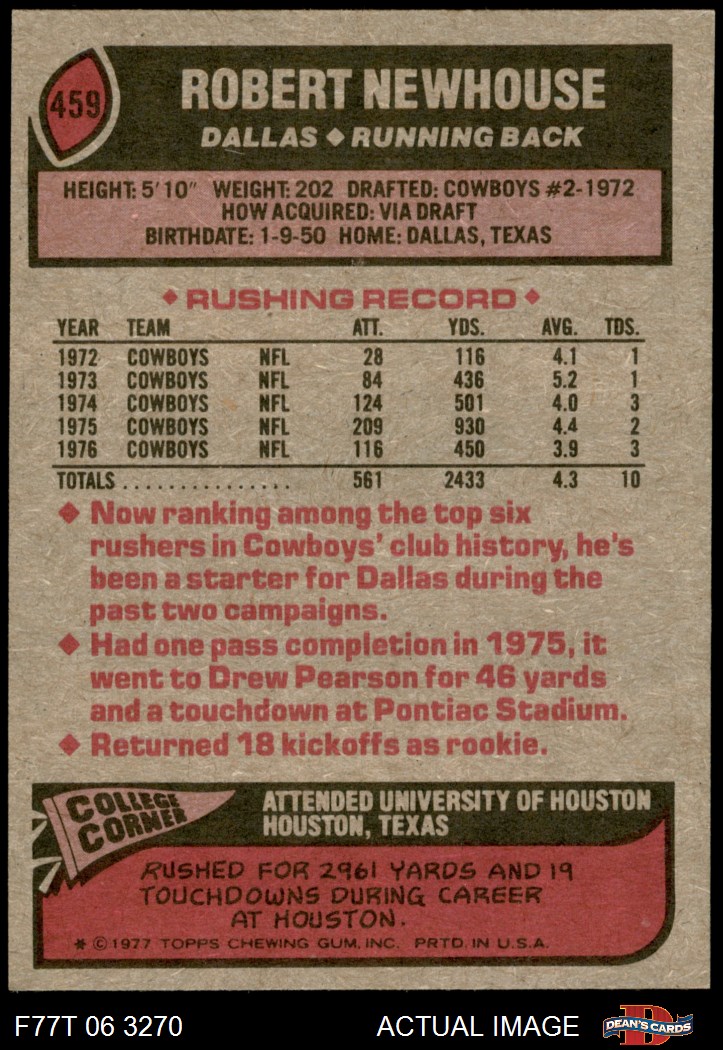 459
ROBERT NEWHOUSE
DALLAS ◆ RUNNING BACK
HEIGHT: 5'10" WEIGHT: 202 DRAFTED: COWBOYS #2-1972
HOW ACQUIRED: VIA DRAFT
BIRTHDATE: 1-9-50 HOME: DALLAS, TEXAS
◆ RUSHING RECORD ◆
YEAR TEAM ATT. YDS. AVG. TDS.
1972 COWBOYS NFL 28 116 4.1 1
1973 COWBOYS NFL 84 436 5.2 1
1974 COWBOYS NFL 124 501 4.0 3
1975 COWBOYS NFL 209 930 4.4 2
1976 COWBOYS NFL 116 450 3.9 3
TOTALS ............... 561 2433 4.3 10
◆ Now ranking among the top six
rushers in Cowboys' club history, he's
been a starter for Dallas during the
past two campaigns.
◆ Had one pass completion in 1975, it
went to Drew Pearson for 46 yards
and a touchdown at Pontiac Stadium.
◆ Returned 18 kickoffs as rookie.
COLLEGE
CORNER
ATTENDED UNIVERSITY OF HOUSTON
HOUSTON, TEXAS
RUSHED FOR 2961 YARDS AND 19
TOUCHDOWNS DURING CAREER
AT HOUSTON.
* © 1977 TOPPS CHEWING GUM, INC. PRTD. IN U.S.A.
F77T 06 3270 ACTUAL IMAGE
D
DEAN'S CARDS